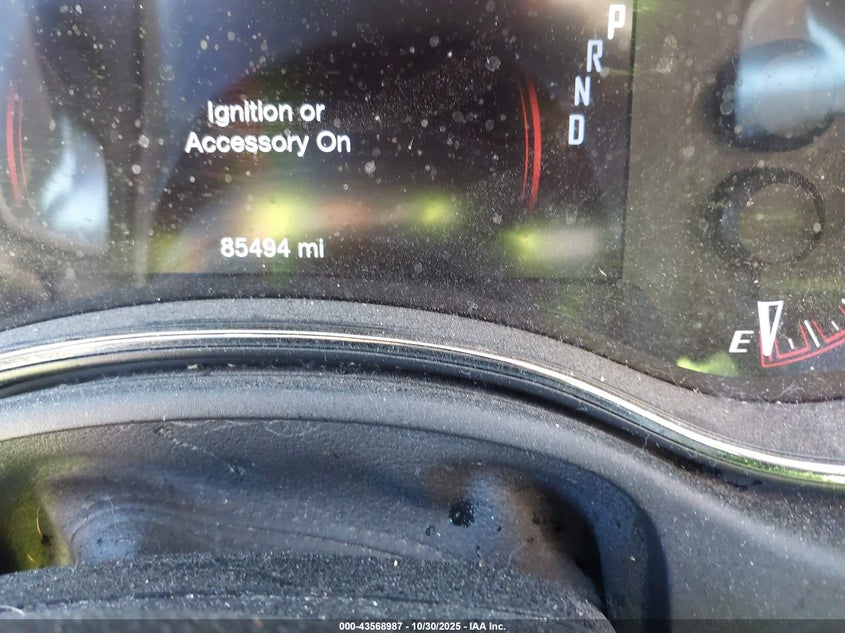 P
R
N
D
Ignition or
Accessory On
85494 mi
E
000-43568987 - 10/30/2025 - IAA Inc.